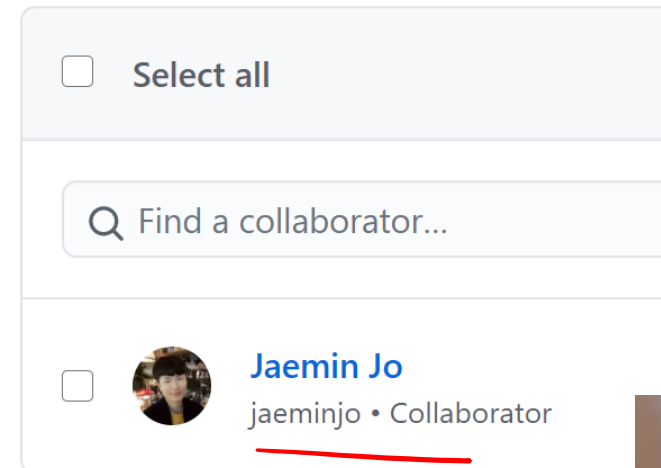 Select all
Find a collaborator...
Jaemin Jo
jaeminjo • Collaborator